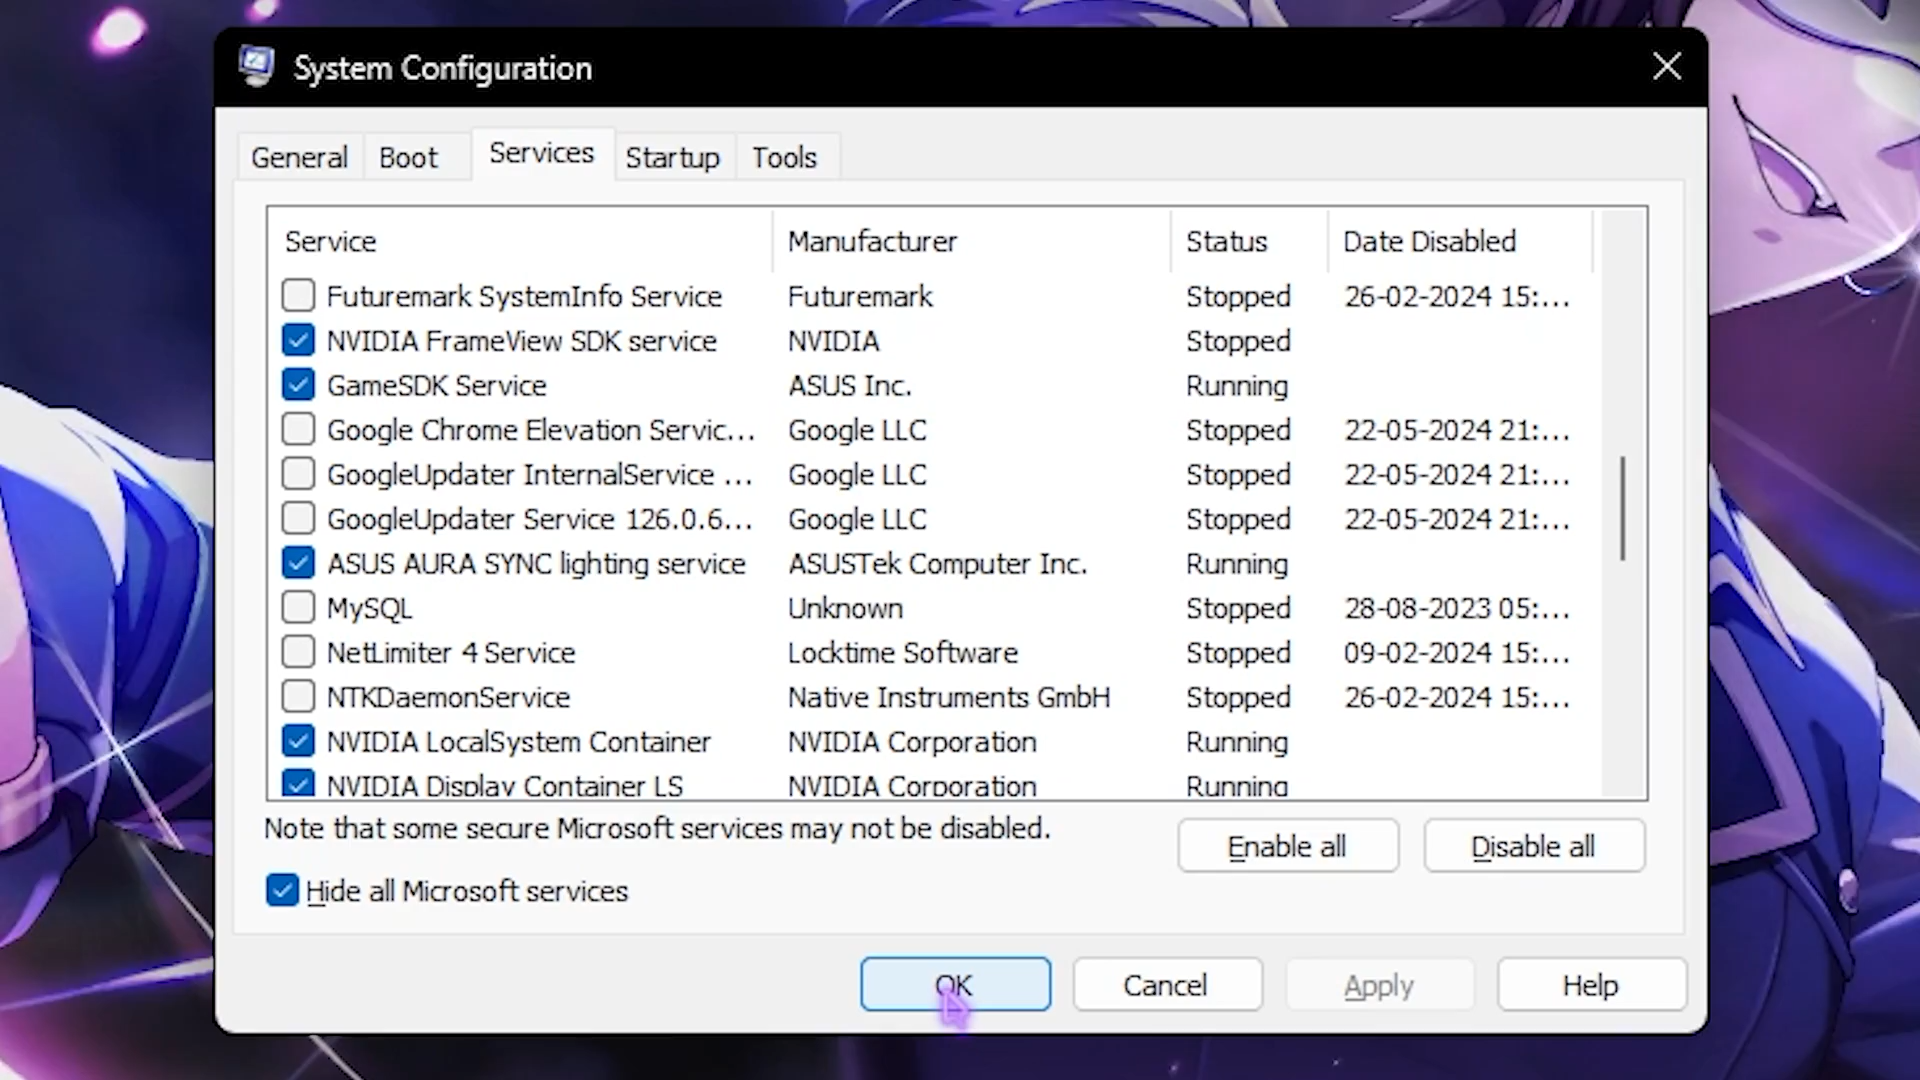 System Configuration
General Boot Services Startup Tools
Service Manufacturer Status Date Disabled
Futuremark SystemInfo Service Futuremark Stopped 26-02-2024 15:...
NVIDIA FrameView SDK service NVIDIA Stopped
GameSDK Service ASUS Inc. Running
Google Chrome Elevation Servic... Google LLC Stopped 22-05-2024 21:...
GoogleUpdater InternalService ... Google LLC Stopped 22-05-2024 21:...
GoogleUpdater Service 126.0.6... Google LLC Stopped 22-05-2024 21:...
ASUS AURA SYNC lighting service ASUSTek Computer Inc. Running
MySQL Unknown Stopped 28-08-2023 05:...
NetLimiter 4 Service Locktime Software Stopped 09-02-2024 15:...
NTKDaemonService Native Instruments GmbH Stopped 26-02-2024 15:...
NVIDIA LocalSystem Container NVIDIA Corporation Running
NVIDIA Display Container LS NVIDIA Corporation Running
Note that some secure Microsoft services may not be disabled.
Enable all Disable all
Hide all Microsoft services
OK Cancel Apply Help